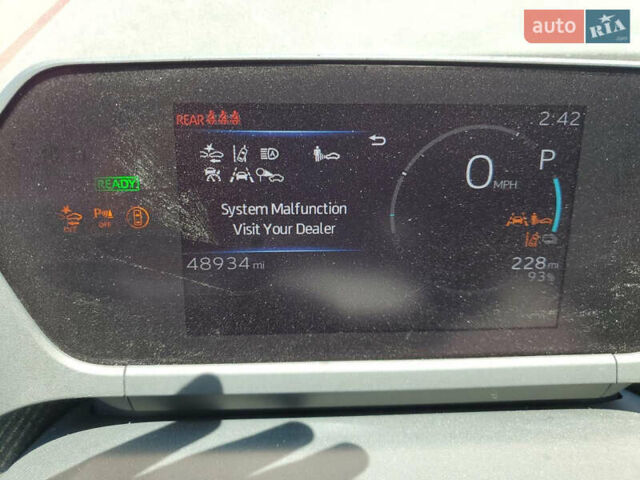 auto RIA
.com
REAR
2:42
P
0 MPH
READY
OFF
P OFF
System Malfunction
Visit Your Dealer
48934 mi
228 mi
93%